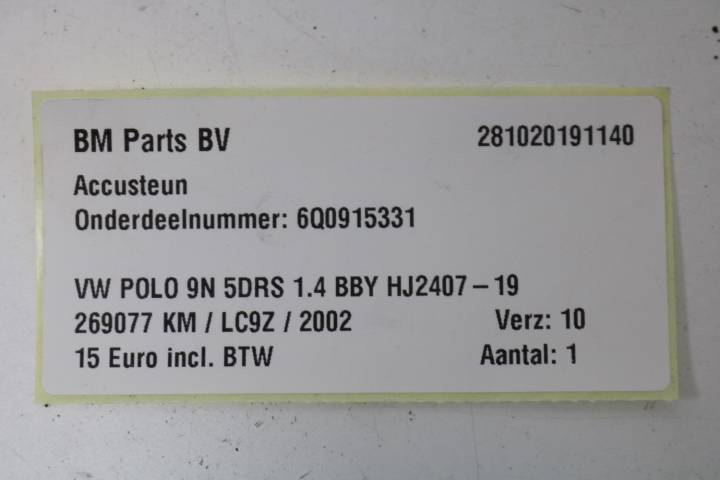 BM Parts BV 281020191140
Accusteun
Onderdeelnummer: 6Q0915331
VW POLO 9N 5DRS 1.4 BBY HJ2407-19
269077 KM / LC9Z / 2002 Verz: 10
15 Euro incl. BTW Aantal: 1